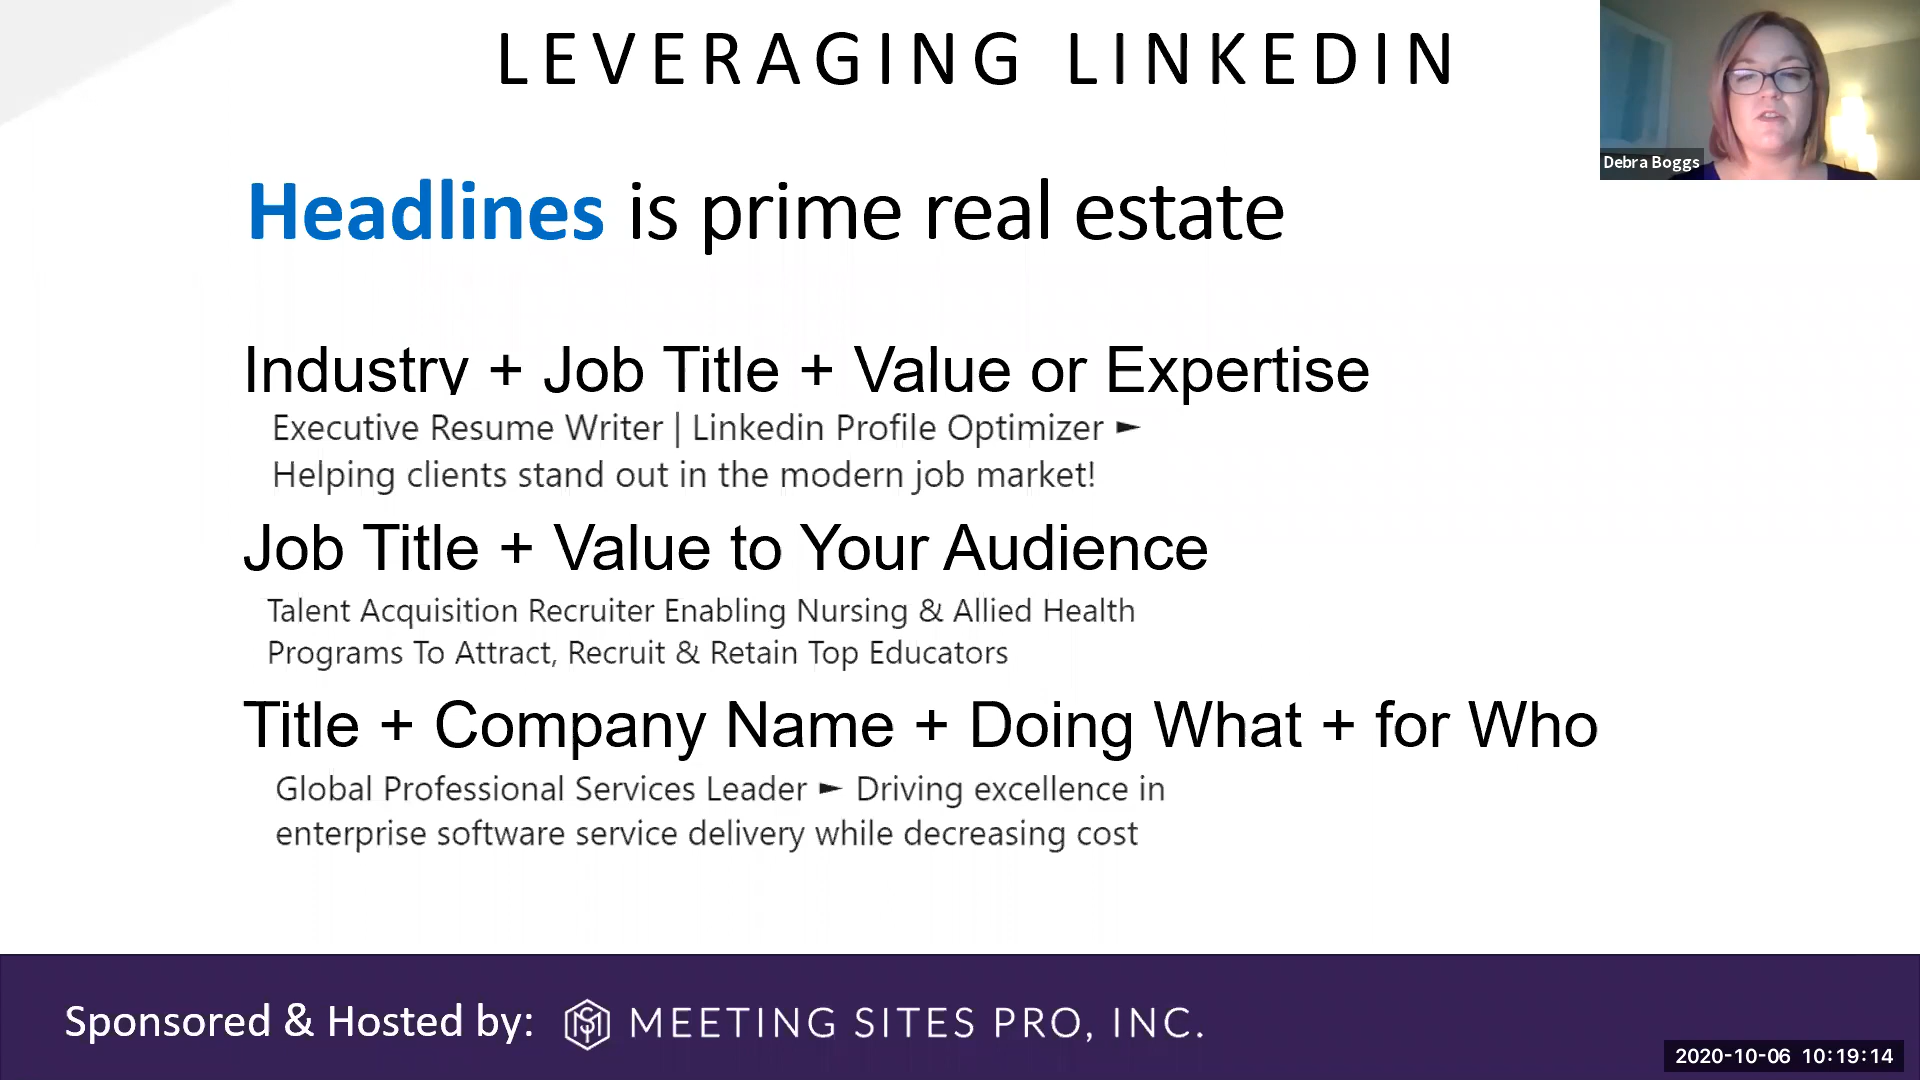 LEVERAGING LINKEDIN
Debra Boggs
Headlines is prime real estate
Industry + Job Title + Value or Expertise
Executive Resume Writer | Linkedin Profile Optimizer ►
Helping clients stand out in the modern job market!
Job Title + Value to Your Audience
Talent Acquisition Recruiter Enabling Nursing & Allied Health
Programs To Attract, Recruit & Retain Top Educators
Title + Company Name + Doing What + for Who
Global Professional Services Leader ► Driving excellence in
enterprise software service delivery while decreasing cost
Sponsored & Hosted by: MEETING SITES PRO, INC.
2020-10-06 10:19:14